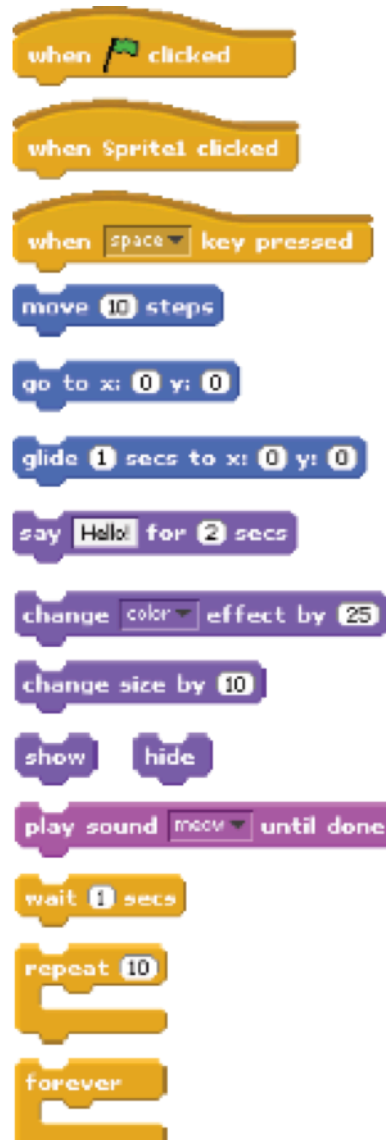 when clicked
when Sprite1 clicked
when space key pressed
move 10 steps
go to x: 0 y: 0
glide 1 secs to x: 0 y: 0
say Hello! for 2 secs
change color effect by 25
change size by 10
show hide
play sound meow until done
wait 1 secs
repeat 10
forever